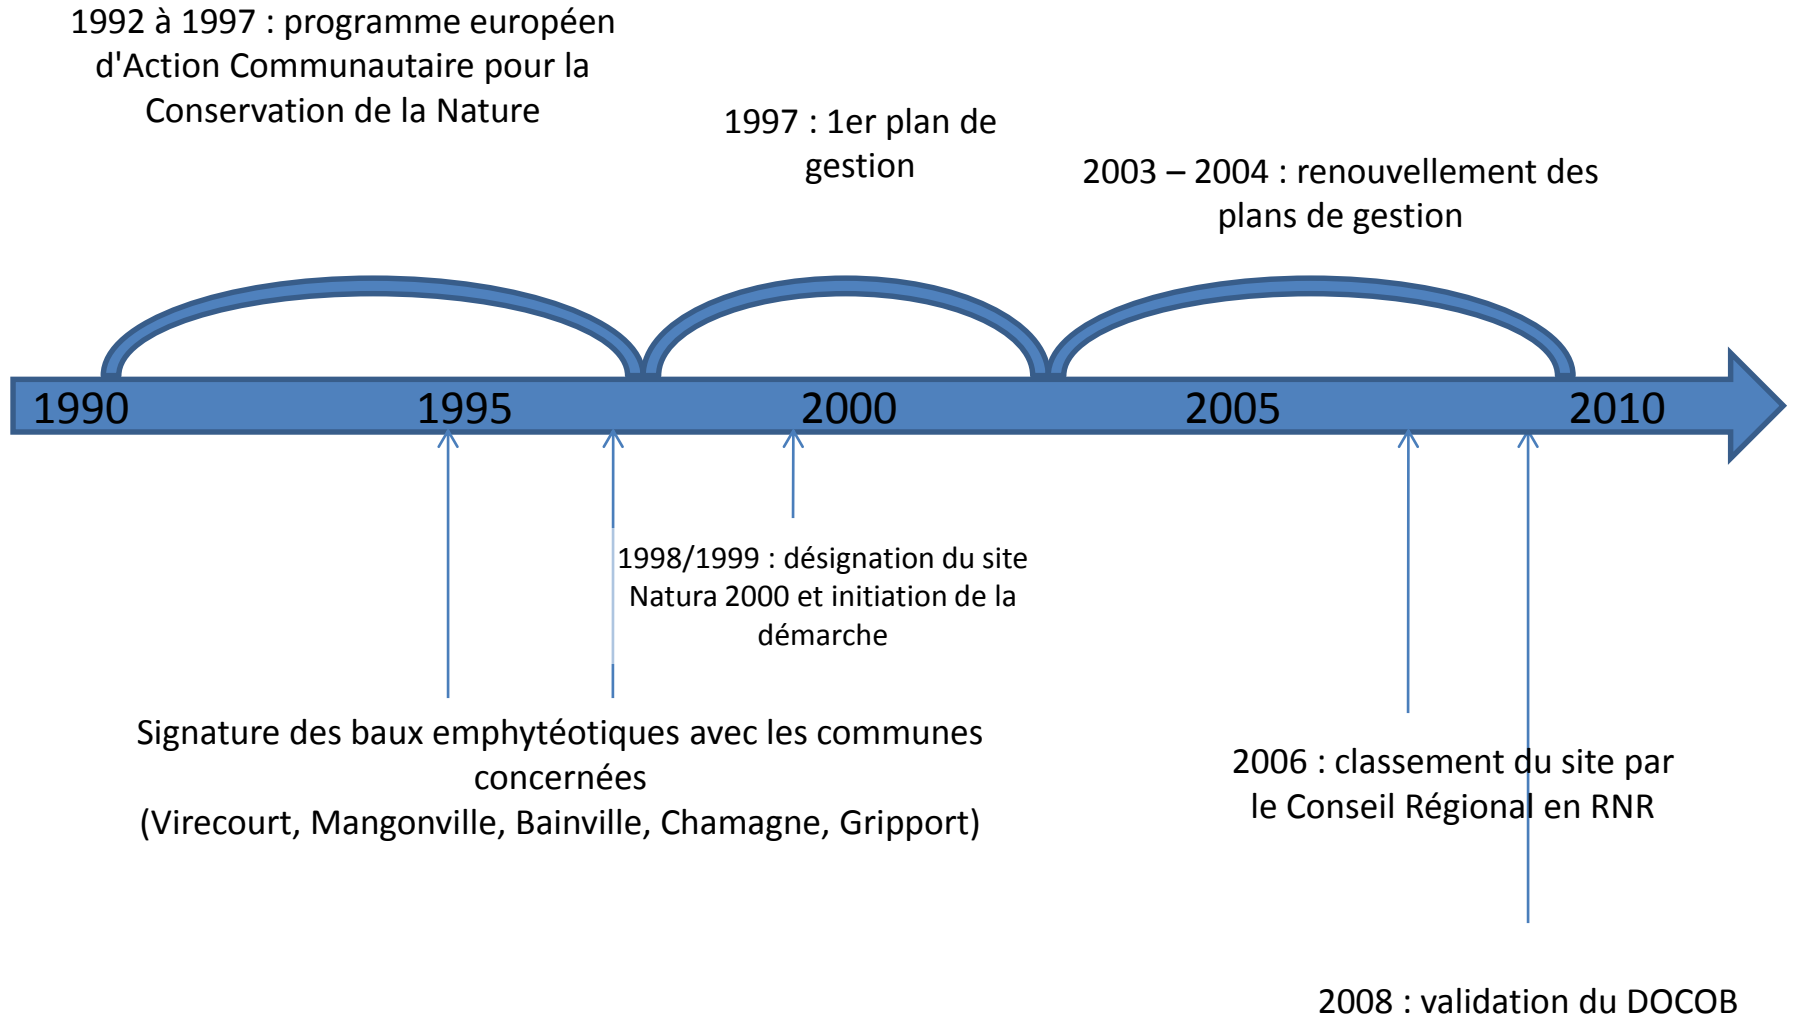 1992 à 1997 : programme européen
d'Action Communautaire pour la
Conservation de la Nature
1997 : 1er plan de
gestion
2003 – 2004 : renouvellement des
plans de gestion
1990 1995 2000 2005 2010
1998/1999 : désignation du site
Natura 2000 et initiation de la
démarche
Signature des baux emphytéotiques avec les communes
concernées
(Virecourt, Mangonville, Bainville, Chamagne, Gripport)
2006 : classement du site par
le Conseil Régional en RNR
2008 : validation du DOCOB